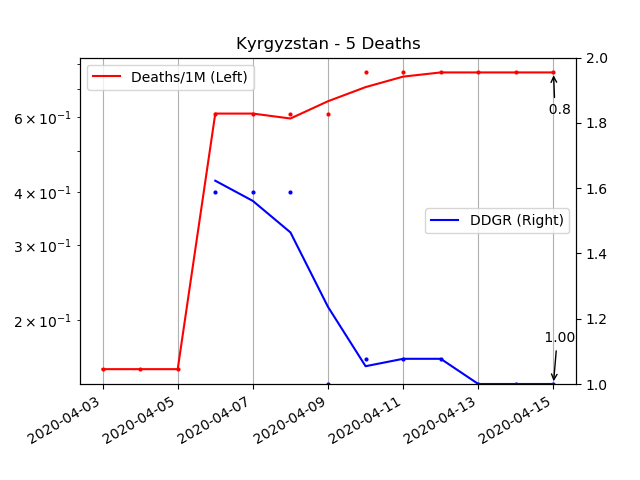 Kyrgyzstan - 5 Deaths
Deaths/1M (Left)
DDGR (Right)
6 × 10⁻¹
4 × 10⁻¹
3 × 10⁻¹
2 × 10⁻¹
2.0
1.8
1.6
1.4
1.2
1.0
0.8
1.00
2020-04-03
2020-04-05
2020-04-07
2020-04-09
2020-04-11
2020-04-13
2020-04-15